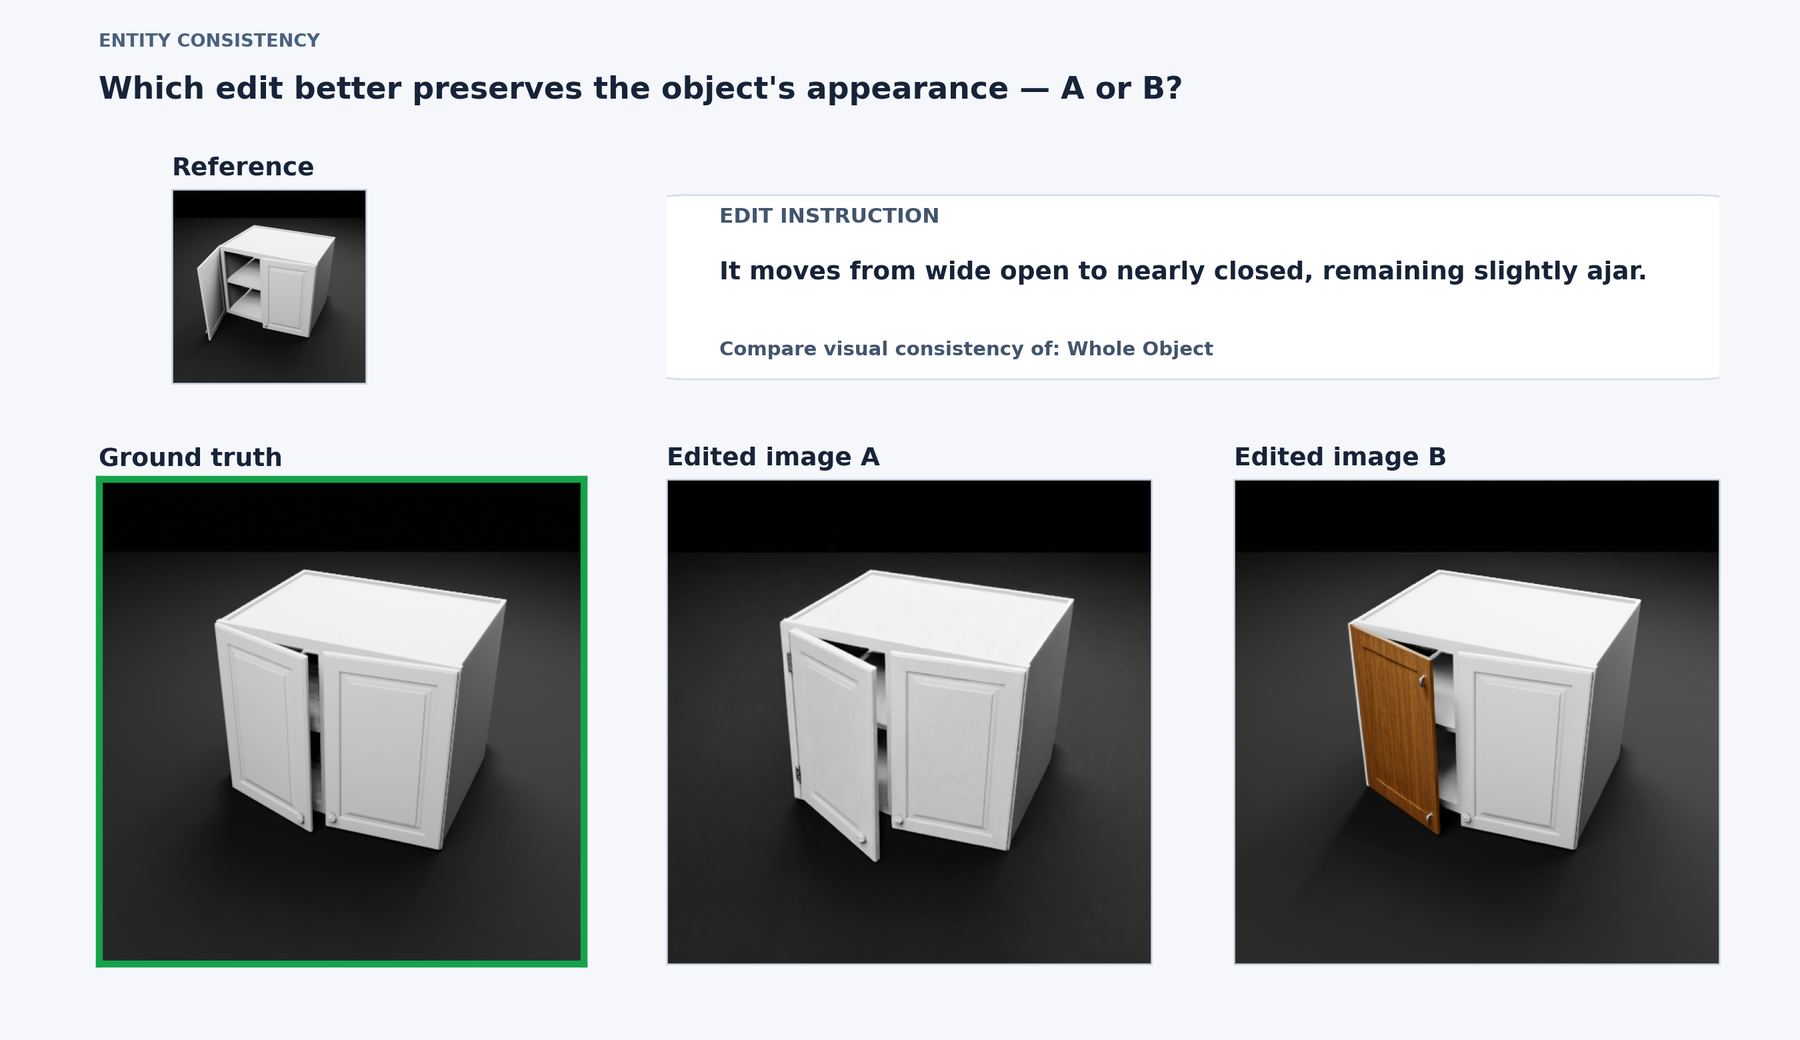 ENTITY CONSISTENCY
Which edit better preserves the object's appearance — A or B?
Reference
EDIT INSTRUCTION
It moves from wide open to nearly closed, remaining slightly ajar.
Compare visual consistency of: Whole Object
Ground truth
Edited image A
Edited image B